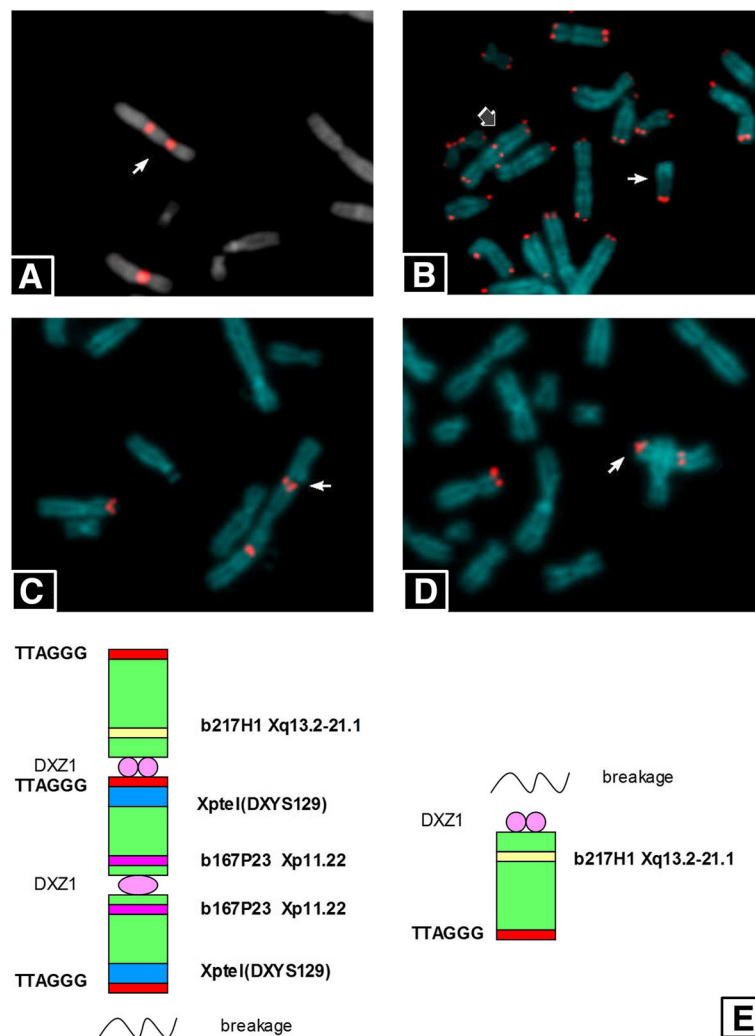 A
B
C
D
TTAGGG
b217H1 Xq13.2-21.1
DXZ1
TTAGGG
Xptel(DXYS129)
b167P23 Xp11.22
DXZ1
b167P23 Xp11.22
Xptel(DXYS129)
TTAGGG
breakage
breakage
DXZ1
b217H1 Xq13.2-21.1
TTAGGG
E